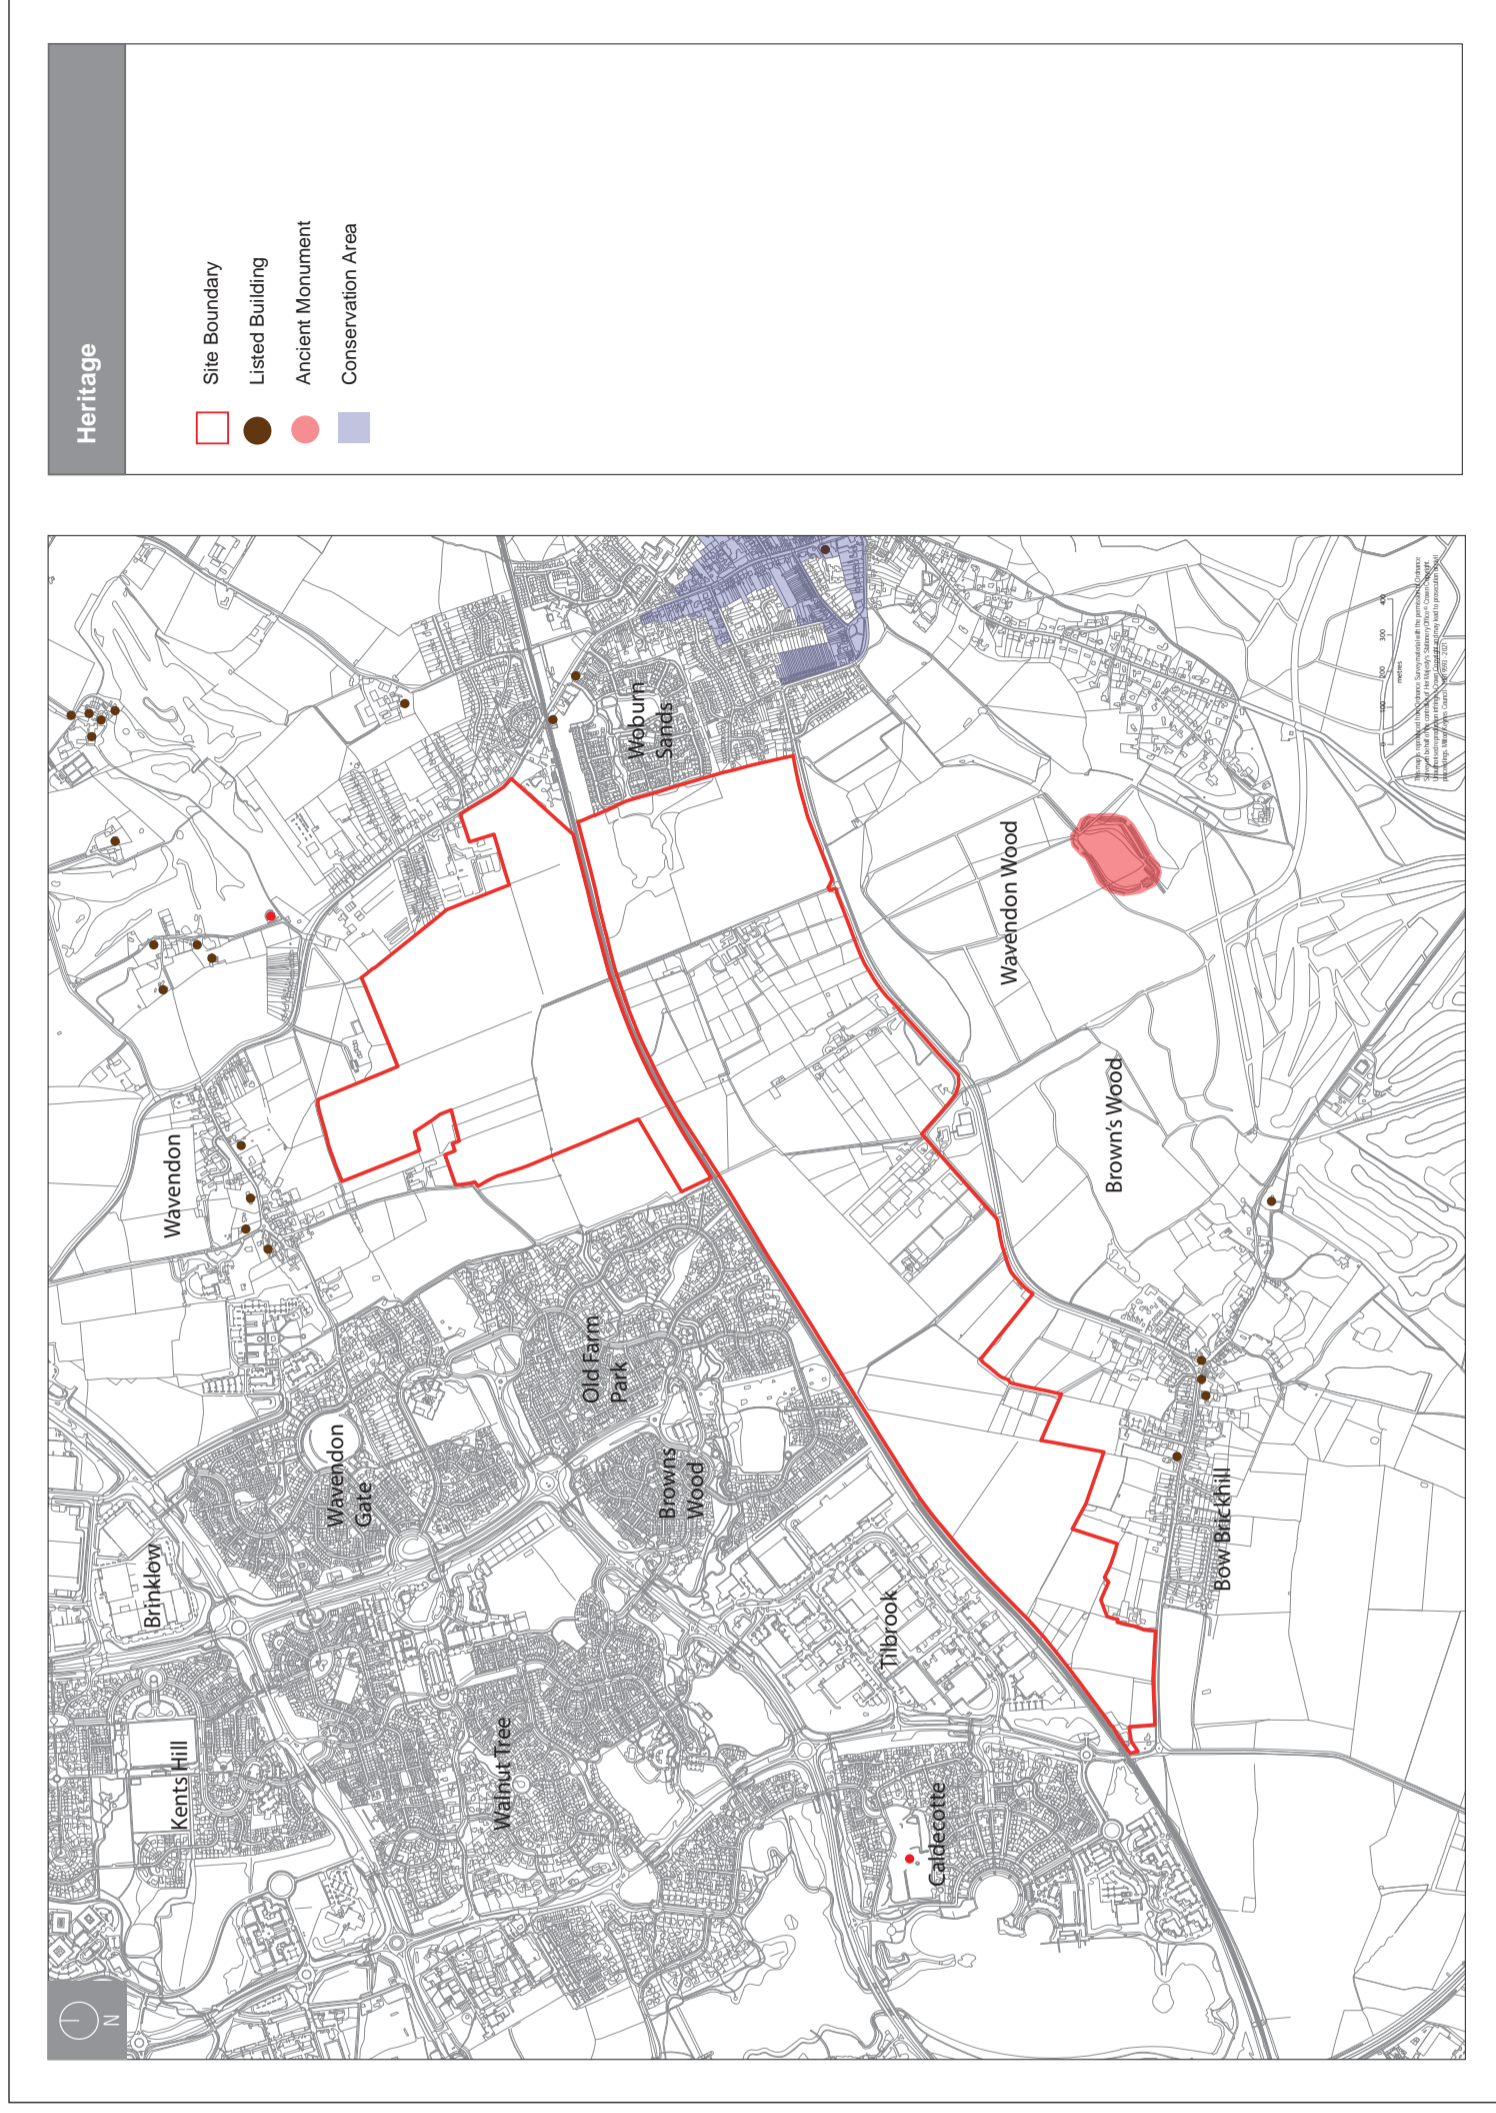 Heritage
Site Boundary
Listed Building
Ancient Monument
Conservation Area
N
Kents Hill
Brinklow
Wavendon
Wavendon
Gate
Walnut Tree
Old Farm
Park
Browns
Wood
Woburn
Sands
Tilbrook
Caldecotte
Wavendon Wood
Brown's Wood
Bow Brickhill
0 100 200 300 400
metres